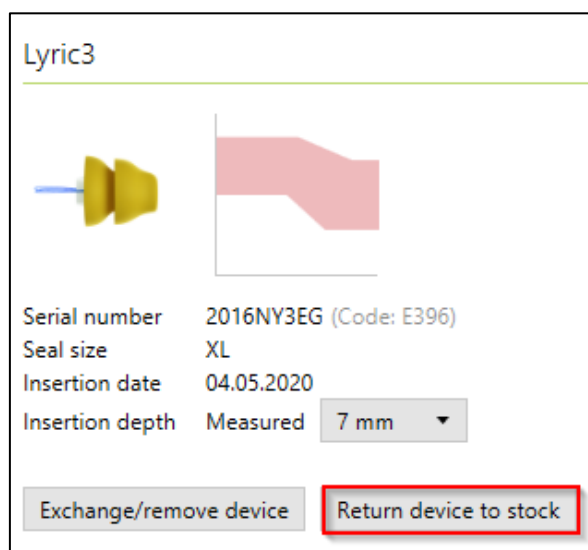 Lyric3
Serial number 2016NY3EG (Code: E396)
Seal size XL
Insertion date 04.05.2020
Insertion depth Measured 7 mm
Exchange/remove device Return device to stock